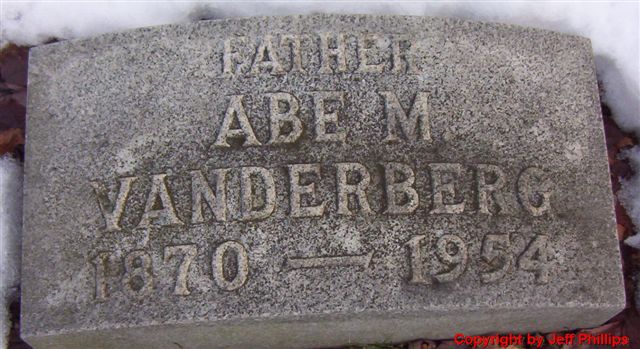 FATHER
ABE M
VANDERBERG
1870 — 1954
Copyright by Jeff Phillips